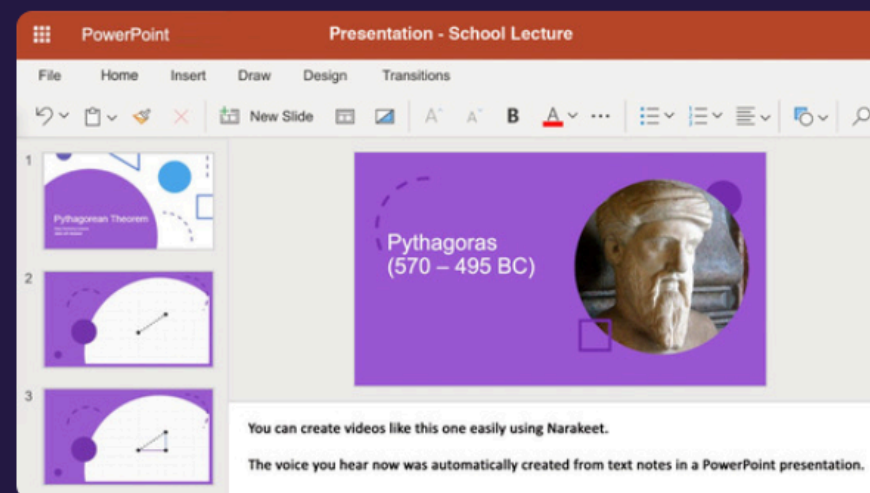 PowerPoint
Presentation - School Lecture
File Home Insert Draw Design Transitions
New Slide A A B A ...
1
Pythagorean Theorem
2
3
Pythagoras
(570 – 495 BC)
You can create videos like this one easily using Narakeet.
The voice you hear now was automatically created from text notes in a PowerPoint presentation.